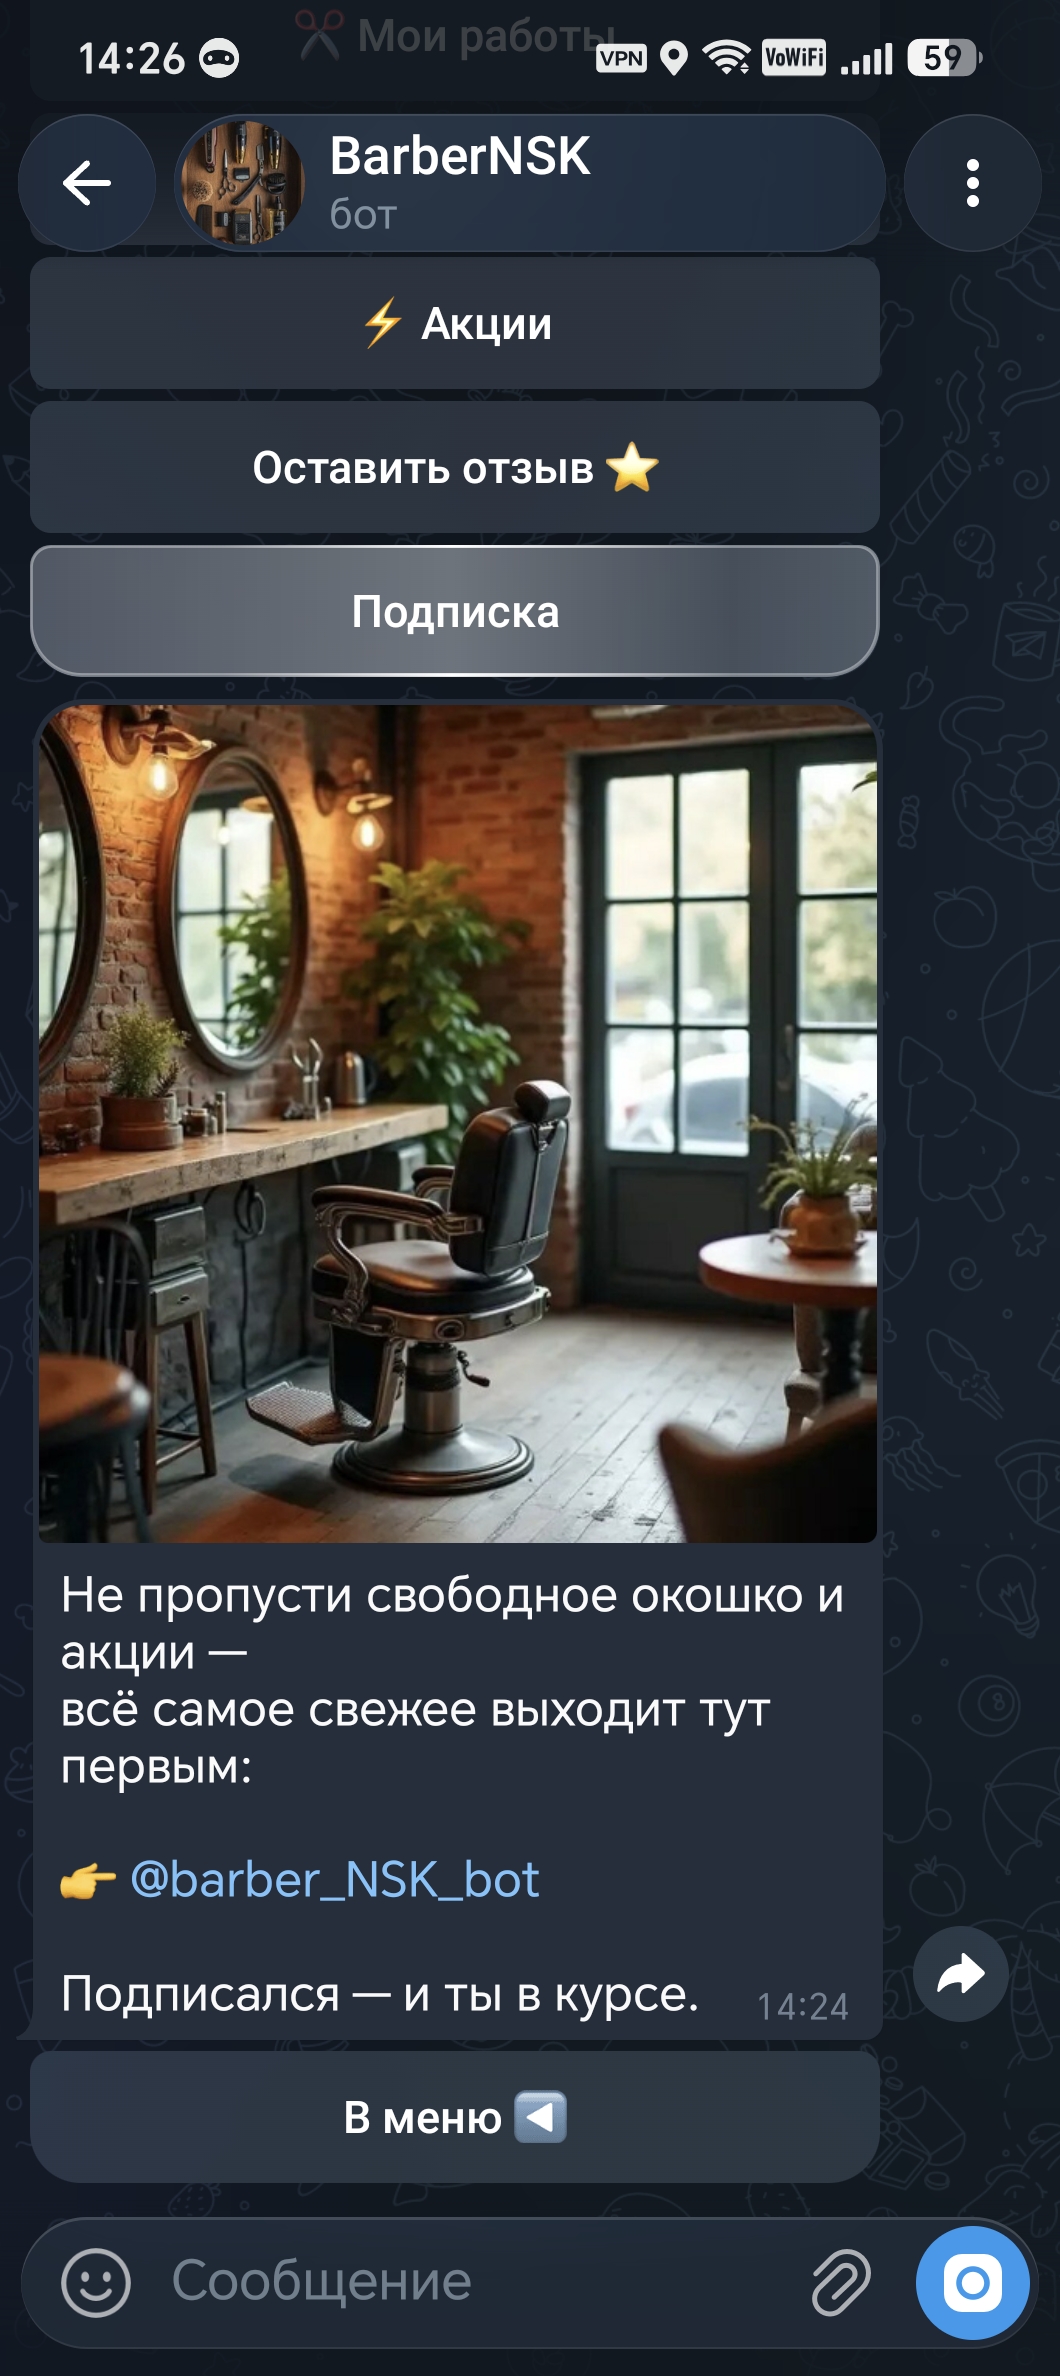 Мои работы
14:26
VPN
VoWiFi
59
BarberNSK
бот
⚡ Акции
Оставить отзыв ⭐
Подписка
Не пропусти свободное окошко и
акции —
всё самое свежее выходит тут
первым:
👉 @barber_NSK_bot
Подписался — и ты в курсе.
14:24
В меню ◀️
Сообщение